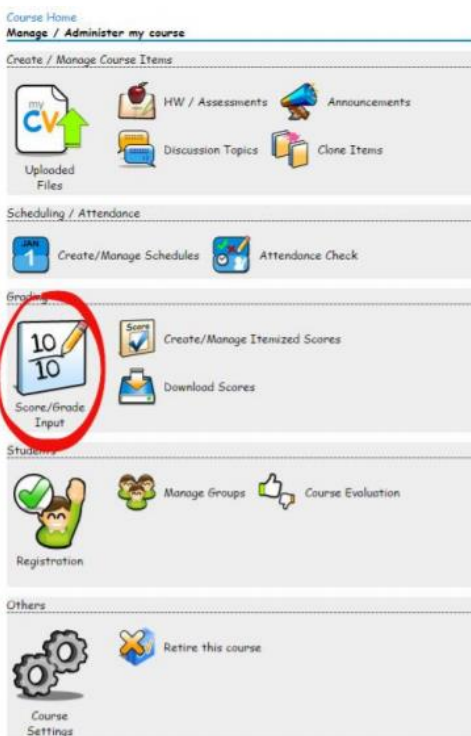 Course Home
Manage / Administer my course
Create / Manage Course Items
my
CV
Uploaded
Files
HW / Assessments
Announcements
Discussion Topics
Clone Items
Scheduling / Attendance
JAN
1
Create/Manage Schedules
Attendance Check
Grading
10
10
Score/Grade
Input
Score
Create/Manage Itemized Scores
Download Scores
Students
Registration
Manage Groups
Course Evaluation
Others
Course
Settings
Retire this course